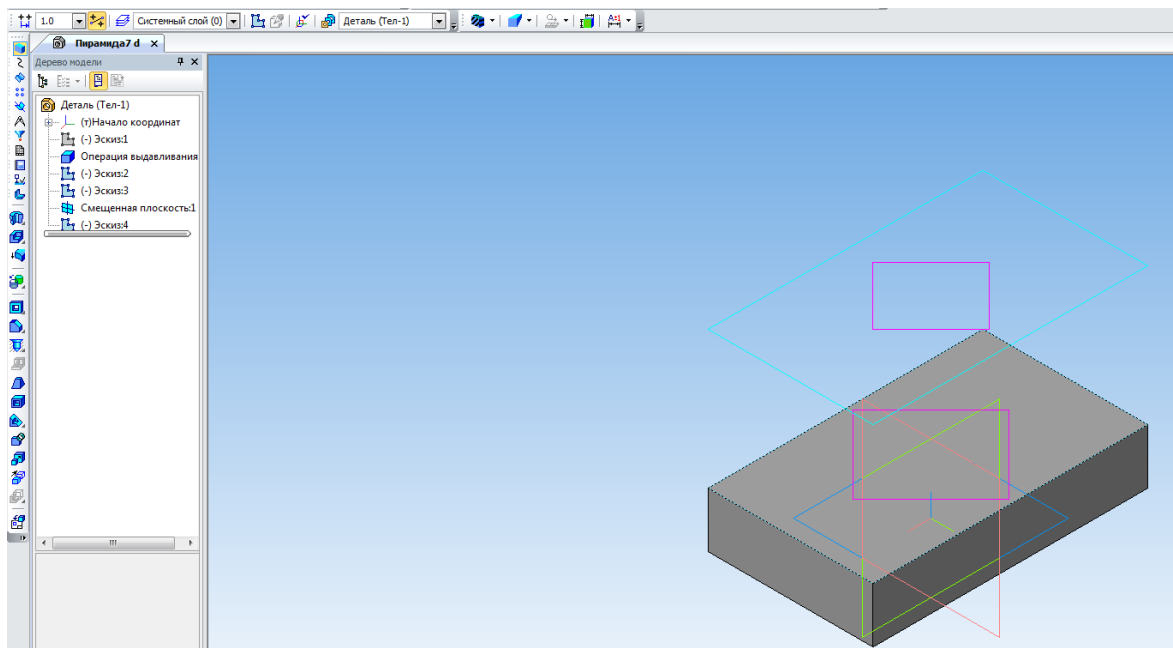 1.0 Системный слой (0) Деталь (Тел-1)
Пирамида7 d
Дерево модели
Деталь (Тел-1)
(т)Начало координат
(-) Эскиз:1
Операция выдавливания
(-) Эскиз:2
(-) Эскиз:3
Смещенная плоскость:1
(-) Эскиз:4